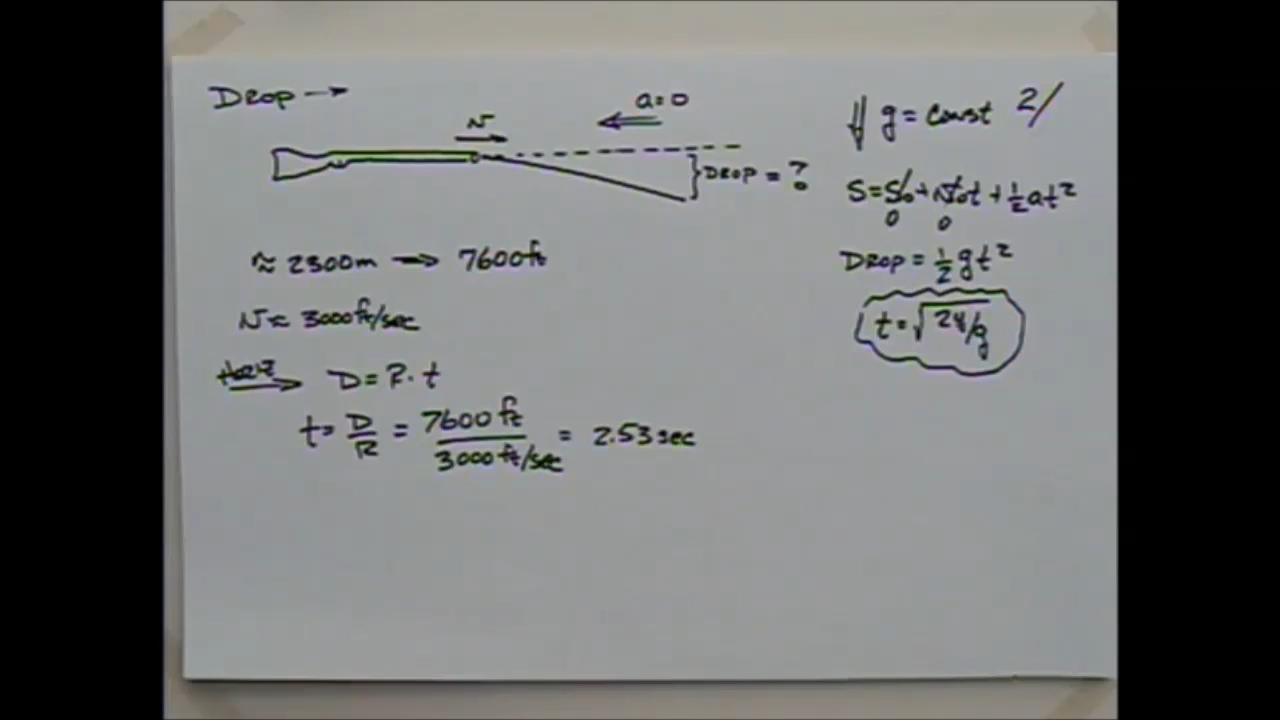 Drop →
v
a=0
} DROP = ?
≈ 2300m → 7600ft
v ≈ 3000ft/sec
Horiz
D = R · t
t = D/R = 7600 ft / 3000 ft/sec = 2.53 sec
g = const 2/
S = S₀ + v₀t + ½at²
0 0
Drop = ½gt²
t = √2y/g